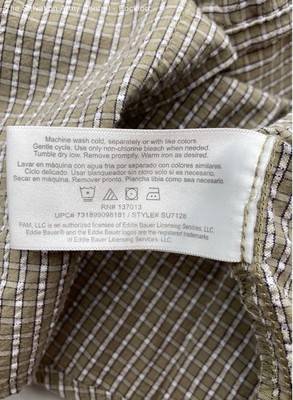 The Salvation Army
Machine wash cold, separately or with like colors.
Gentle cycle. Use only non-chlorine bleach when needed.
Tumble dry low. Remove promptly. Warm iron as desired.
Lavar en máquina con agua fría por separado con colores similares.
Ciclo delicado. Usar blanqueador sin cloro solo si es necesario.
Secar en máquina. Remover pronto. Plancha tibia como sea necesario.
RN# 137013
UPC# 731899098181 / STYLE# SU7128
PAM, LLC is an authorized licensee of Eddie Bauer Licensing Services, LLC.
Eddie Bauer® and the Eddie Bauer logos are the registered trademarks
of Eddie Bauer Licensing Services, LLC.